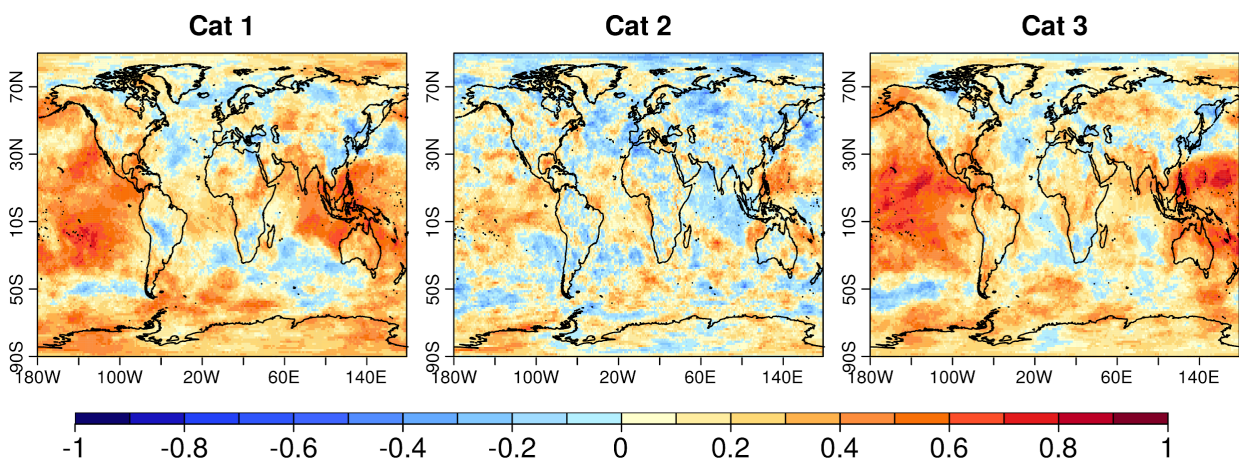 Cat 1 Cat 2 Cat 3
70N 70N 70N
30N 30N 30N
10S 10S 10S
50S 50S 50S
90S 90S 90S
180W 100W 20W 60E 140E 180W 100W 20W 60E 140E 180W 100W 20W 60E 140E
-1 -0.8 -0.6 -0.4 -0.2 0 0.2 0.4 0.6 0.8 1